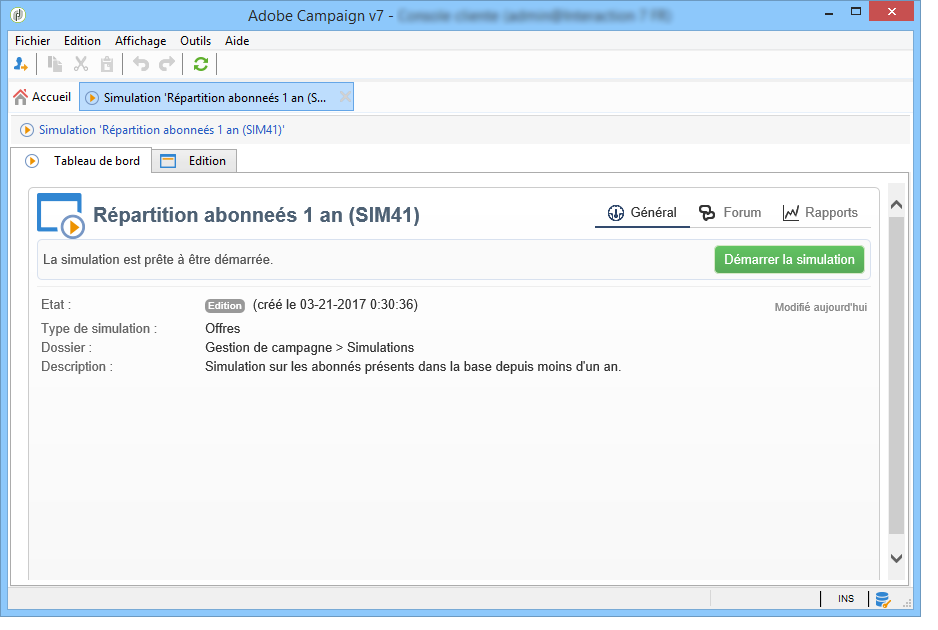 Adobe Campaign v7 -
Fichier Edition Affichage Outils Aide
Accueil Simulation 'Répartition abonneés 1 an (S...
Simulation 'Répartition abonneés 1 an (SIM41)'
Tableau de bord Edition
Répartition abonneés 1 an (SIM41) Général Forum Rapports
La simulation est prête à être démarrée. Démarrer la simulation
Etat : Edition (créé le 03-21-2017 0:30:36) Modifié aujourd'hui
Type de simulation : Offres
Dossier : Gestion de campagne > Simulations
Description : Simulation sur les abonnés présents dans la base depuis moins d'un an.
INS